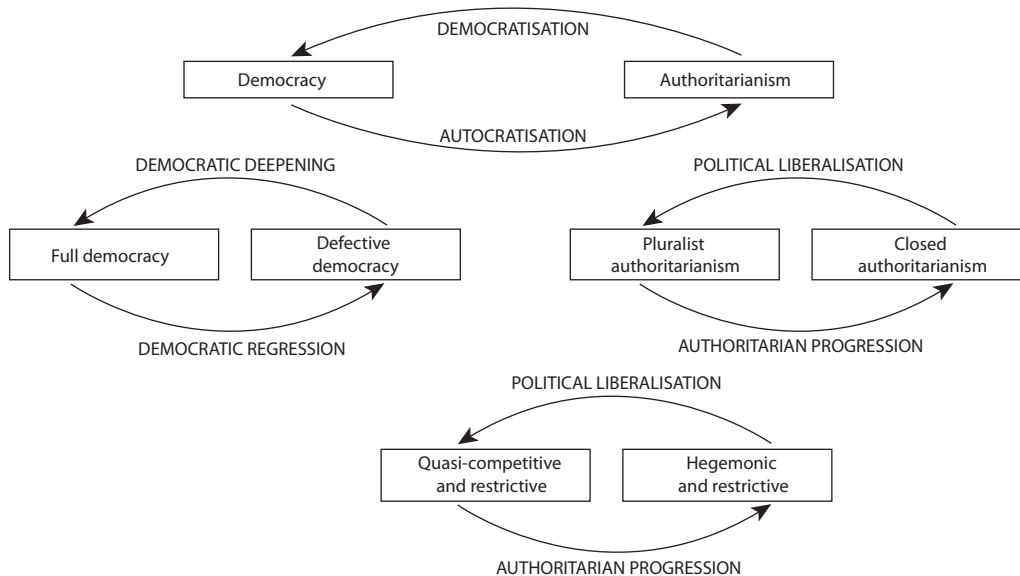 DEMOCRATISATION
Democracy
Authoritarianism
AUTOCRATISATION
DEMOCRATIC DEEPENING
POLITICAL LIBERALISATION
Full democracy
Defective
democracy
Pluralist
authoritarianism
Closed
authoritarianism
DEMOCRATIC REGRESSION
AUTHORITARIAN PROGRESSION
POLITICAL LIBERALISATION
Quasi-competitive
and restrictive
Hegemonic
and restrictive
AUTHORITARIAN PROGRESSION